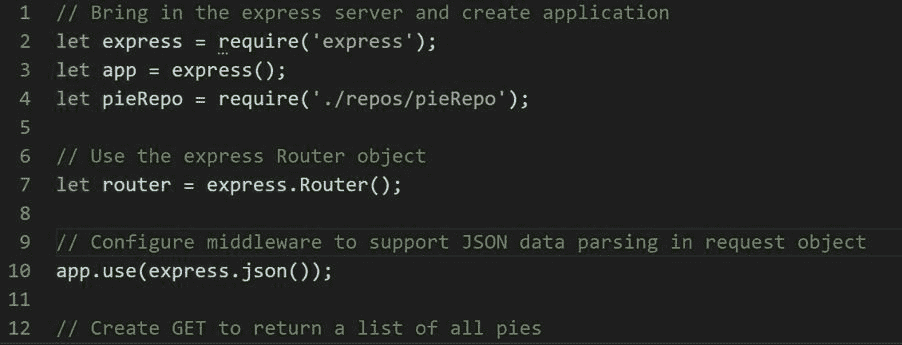 1 // Bring in the express server and create application
2 let express = require('express');
3 let app = express();
4 let pieRepo = require('./repos/pieRepo');
5
6 // Use the express Router object
7 let router = express.Router();
8
9 // Configure middleware to support JSON data parsing in request object
10 app.use(express.json());
11
12 // Create GET to return a list of all pies